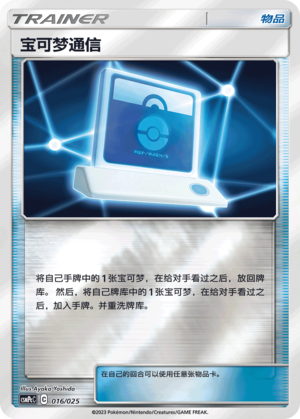 TRAINER 物品
宝可梦通信
将自己手牌中的1张宝可梦，在给对手看过之后，放回牌
库。然后，将自己牌库中的1张宝可梦，在给对手看过之
后，加入手牌。并重洗牌库。
Illus.Ayaka Yoshida
C 016/025
在自己的回合可以使用任意张物品卡。
©2023 Pokémon/Nintendo/Creatures/GAME FREAK.